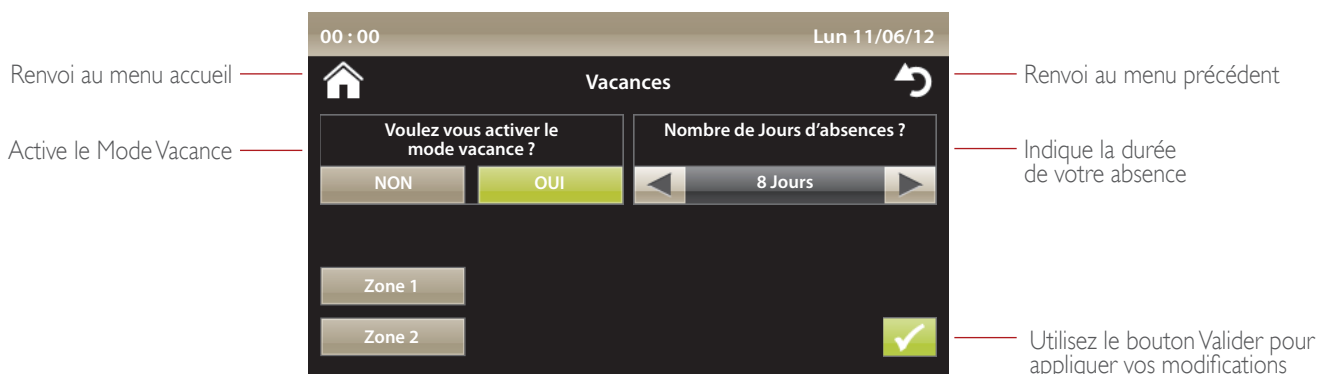 00 : 00
Lun 11/06/12
Renvoi au menu accueil
Vacances
Renvoi au menu précédent
Active le Mode Vacance
Voulez vous activer le
mode vacance ?
NON
OUI
Nombre de Jours d'absences ?
8 Jours
Indique la durée
de votre absence
Zone 1
Zone 2
Utilisez le bouton Valider pour
appliquer vos modifications